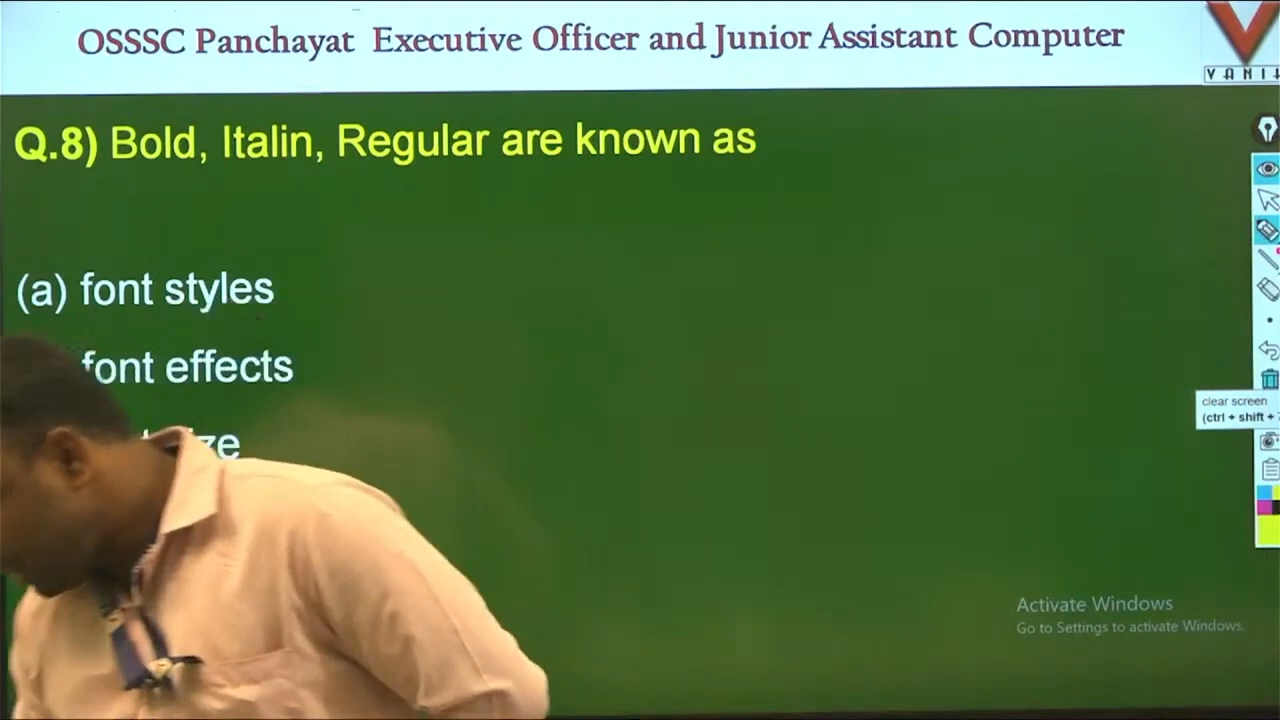 OSSSC Panchayat Executive Officer and Junior Assistant Computer
VANI
Q.8) Bold, Italin, Regular are known as
(a) font styles
font effects
clear screen
(ctrl + shift +
Activate Windows
Go to Settings to activate Windows.